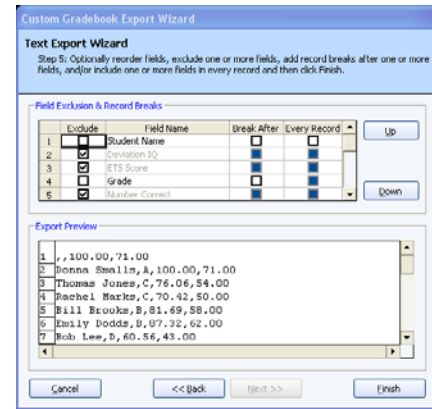 Custom Gradebook Export Wizard
Text Export Wizard
Step 5: Optionally reorder fields, exclude one or more fields, add record breaks after one or more
fields, and/or include one or more fields in every record and then click Finish.
Field Exclusion & Record Breaks
Exclude Field Name Break After Every Record
1 Student Name
2 Deviation IQ
3 ETS Score
4 Grade
5 Number Correct
Up
Down
Export Preview
1 ,,100.00,71.00
2 Donna Smalls,A,100.00,71.00
3 Thomas Jones,C,76.06,54.00
4 Rachel Marks,C,70.42,50.00
5 Bill Brooks,B,81.69,58.00
6 Emily Dodds,B,87.32,62.00
7 Bob Lee,D,60.56,43.00
Cancel << Back Next >> Finish